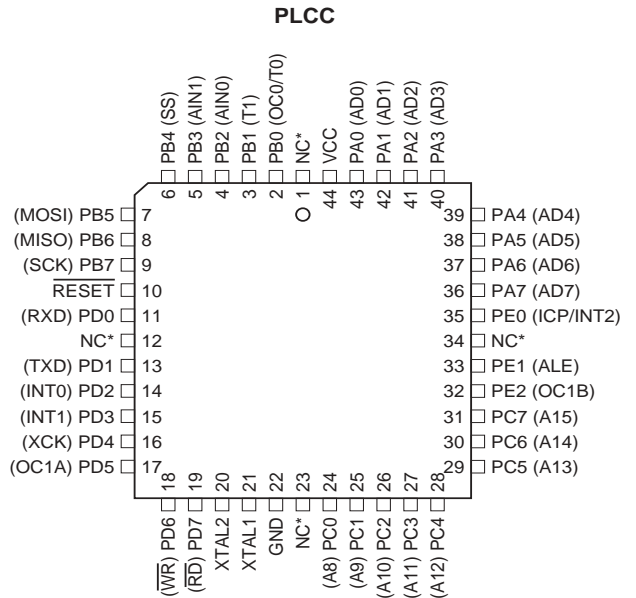 PLCC
PB4 (SS)
PB3 (AIN1)
PB2 (AIN0)
PB1 (T1)
PB0 (OC0/T0)
NC*
VCC
PA0 (AD0)
PA1 (AD1)
PA2 (AD2)
PA3 (AD3)
6
5
4
3
2
1
44
43
42
41
40
(MOSI) PB5 7
(MISO) PB6 8
(SCK) PB7 9
RESET 10
(RXD) PD0 11
NC* 12
(TXD) PD1 13
(INT0) PD2 14
(INT1) PD3 15
(XCK) PD4 16
(OC1A) PD5 17
39 PA4 (AD4)
38 PA5 (AD5)
37 PA6 (AD6)
36 PA7 (AD7)
35 PE0 (ICP/INT2)
34 NC*
33 PE1 (ALE)
32 PE2 (OC1B)
31 PC7 (A15)
30 PC6 (A14)
29 PC5 (A13)
18
19
20
21
22
23
24
25
26
27
28
(WR) PD6
(RD) PD7
XTAL2
XTAL1
GND
NC*
(A8) PC0
(A9) PC1
(A10) PC2
(A11) PC3
(A12) PC4